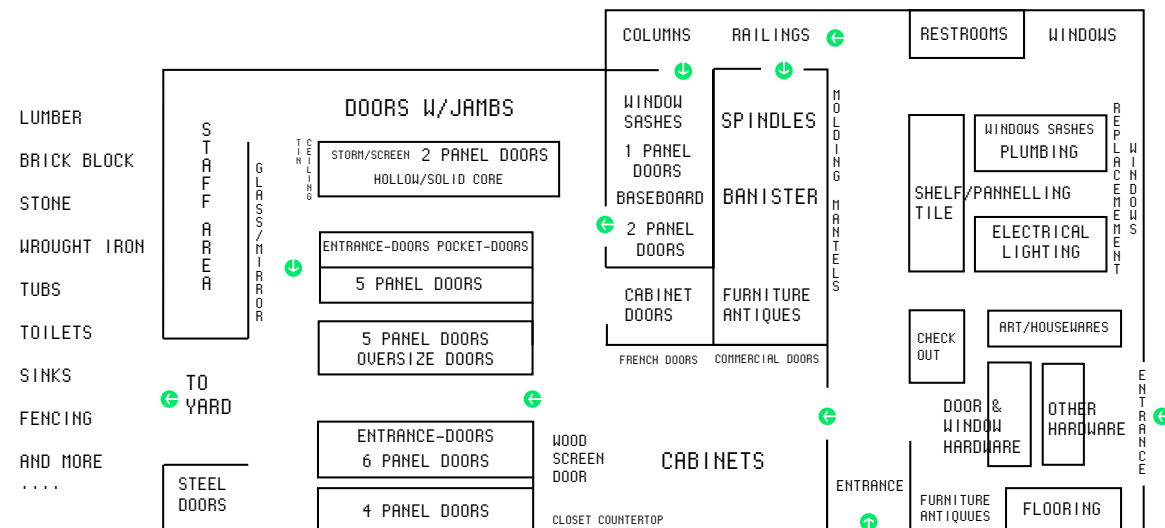 COLUMNS
RAILINGS
RESTROOMS
WINDOWS
LUMBER
BRICK BLOCK
STONE
WROUGHT IRON
TUBS
TOILETS
SINKS
FENCING
AND MORE
....
STAFF AREA
GLASS/MIRROR
TO
YARD
STEEL
DOORS
DOORS W/JAMBS
TIN
CEILING
STORM/SCREEN 2 PANEL DOORS
HOLLOW/SOLID CORE
ENTRANCE-DOORS POCKET-DOORS
5 PANEL DOORS
5 PANEL DOORS
OVERSIZE DOORS
ENTRANCE-DOORS
6 PANEL DOORS
4 PANEL DOORS
WOOD
SCREEN
DOOR
CLOSET COUNTERTOP
WINDOW
SASHES
1 PANEL
DOORS
BASEBOARD
2 PANEL
DOORS
CABINET
DOORS
FRENCH DOORS
SPINDLES
BANISTER
FURNITURE
ANTIQUES
COMMERCIAL DOORS
MOLDING MANTELS
CABINETS
ENTRANCE
SHELF/PANNELLING
TILE
WINDOWS SASHES
PLUMBING
ELECTRICAL
LIGHTING
REPLACEMENT
WINDOWS
CHECK
OUT
ART/HOUSEWARES
DOOR &
WINDOW
HARDWARE
OTHER
HARDWARE
ENTRANCE
FURNITURE
ANTIQUUES
FLOORING